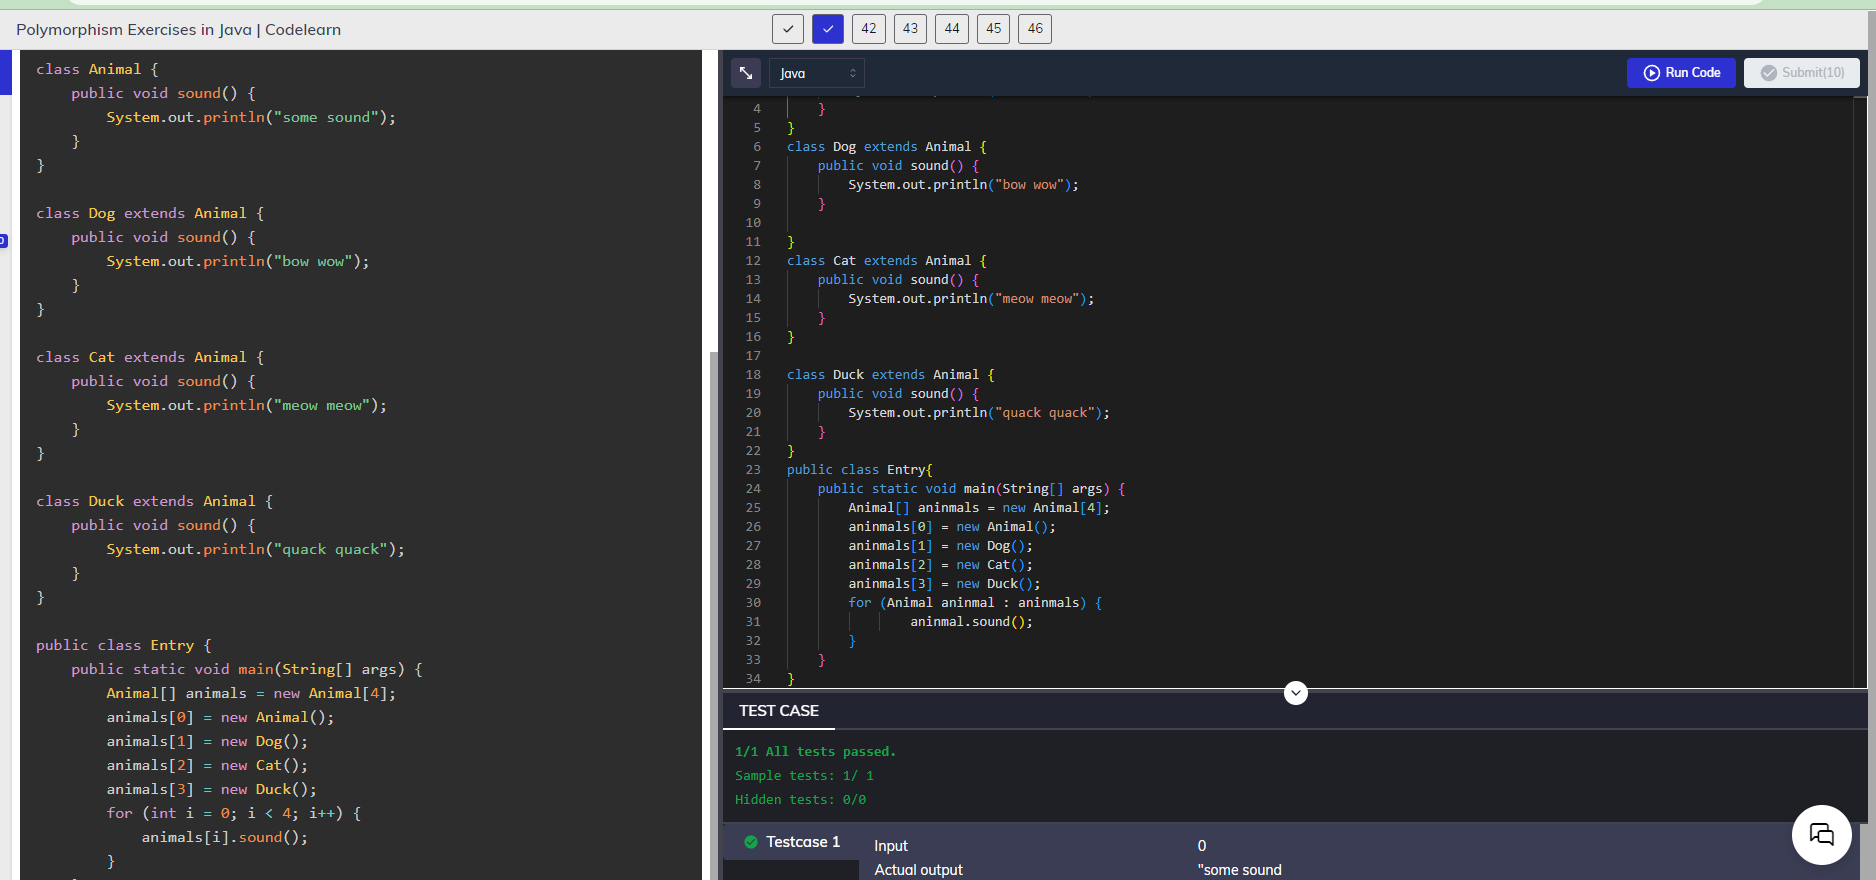 Polymorphism Exercises in Java | Codelearn
42 43 44 45 46
class Animal {
public void sound() {
System.out.println("some sound");
}
}
class Dog extends Animal {
public void sound() {
System.out.println("bow wow");
}
}
class Cat extends Animal {
public void sound() {
System.out.println("meow meow");
}
}
class Duck extends Animal {
public void sound() {
System.out.println("quack quack");
}
}
public class Entry {
public static void main(String[] args) {
Animal[] animals = new Animal[4];
animals[0] = new Animal();
animals[1] = new Dog();
animals[2] = new Cat();
animals[3] = new Duck();
for (int i = 0; i < 4; i++) {
animals[i].sound();
}
Java
Run Code
Submit(10)
4 }
5 }
6 class Dog extends Animal {
7 public void sound() {
8 System.out.println("bow wow");
9 }
10
11 }
12 class Cat extends Animal {
13 public void sound() {
14 System.out.println("meow meow");
15 }
16 }
17
18 class Duck extends Animal {
19 public void sound() {
20 System.out.println("quack quack");
21 }
22 }
23 public class Entry{
24 public static void main(String[] args) {
25 Animal[] aninmals = new Animal[4];
26 aninmals[0] = new Animal();
27 aninmals[1] = new Dog();
28 aninmals[2] = new Cat();
29 aninmals[3] = new Duck();
30 for (Animal aninmal : aninmals) {
31 aninmal.sound();
32 }
33 }
34 }
TEST CASE
1/1 All tests passed.
Sample tests: 1/ 1
Hidden tests: 0/0
Testcase 1
Input 0
Actual output "some sound